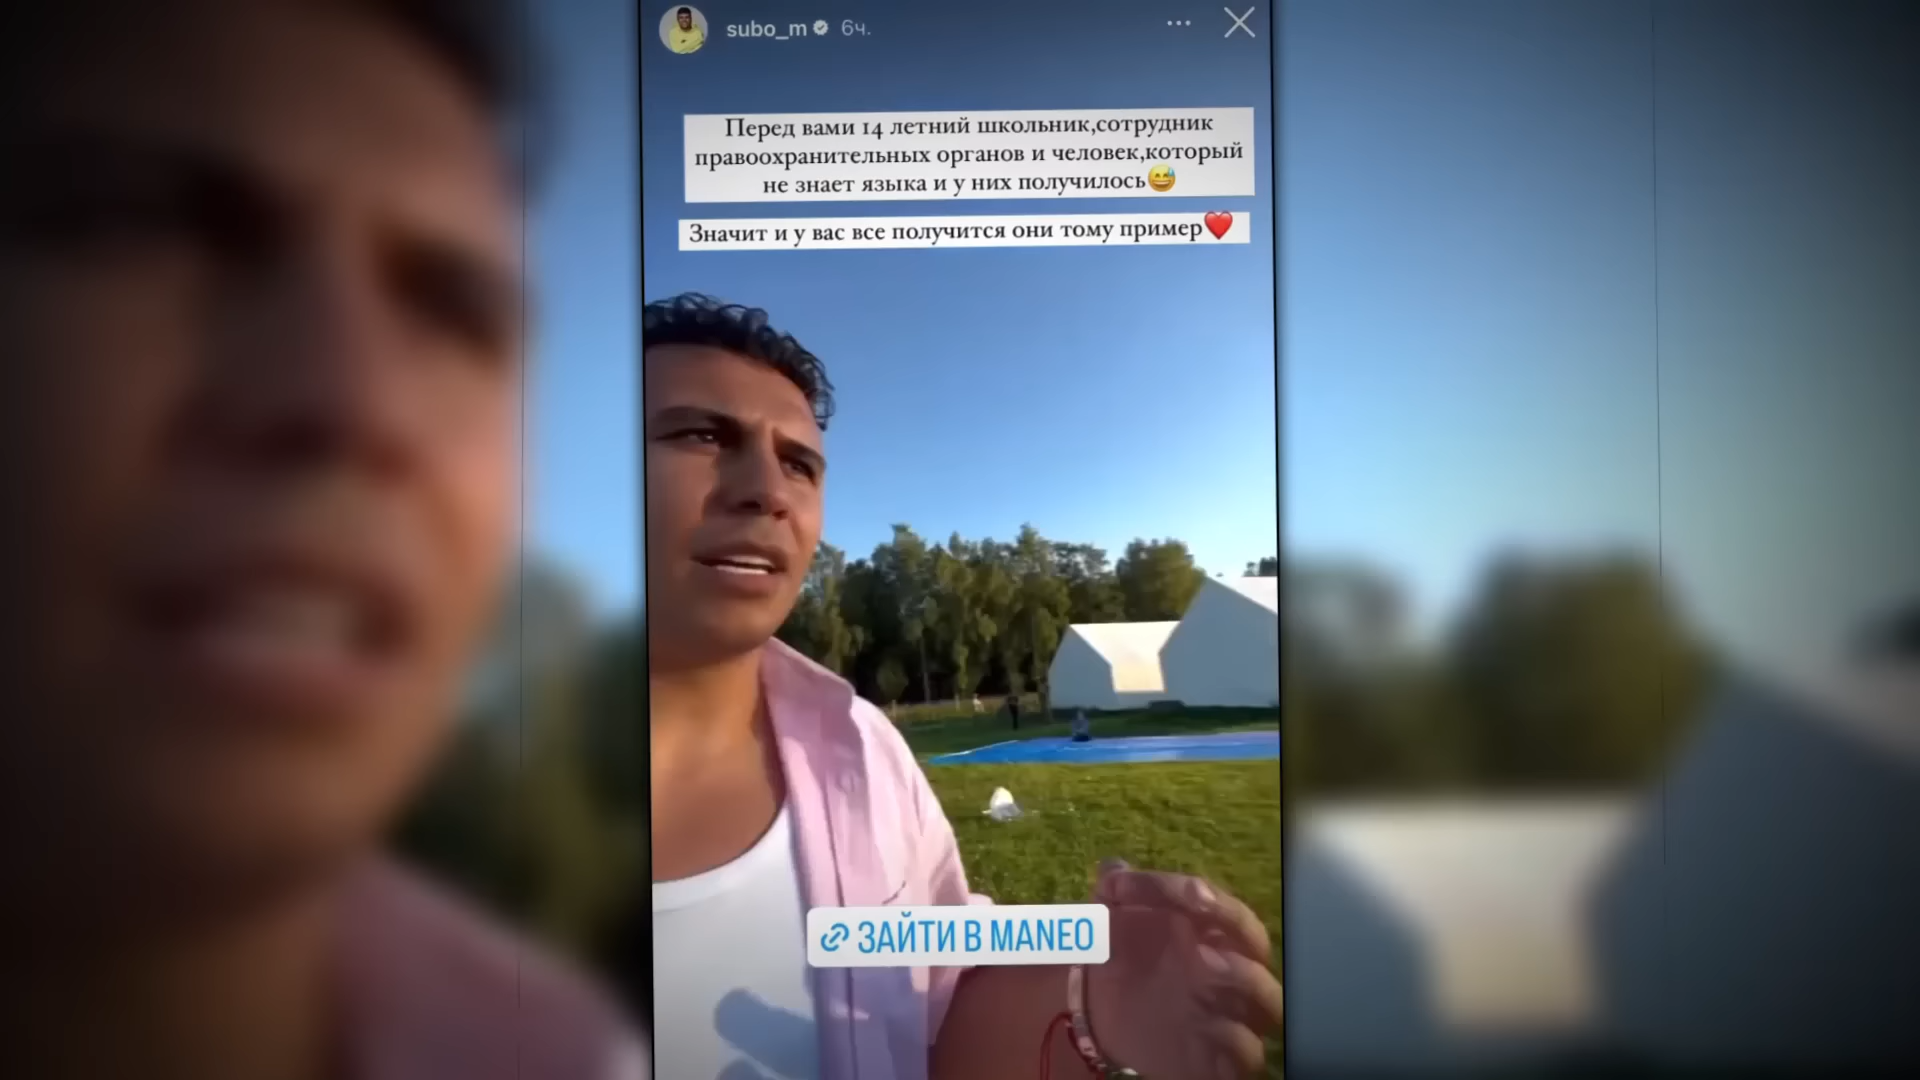 subo_m 6ч.
Перед вами 14 летний школьник,сотрудник
правоохранительных органов и человек,который
не знает языка и у них получилось😅
Значит и у вас все получится они тому пример❤️
ЗАЙТИ В MANEO